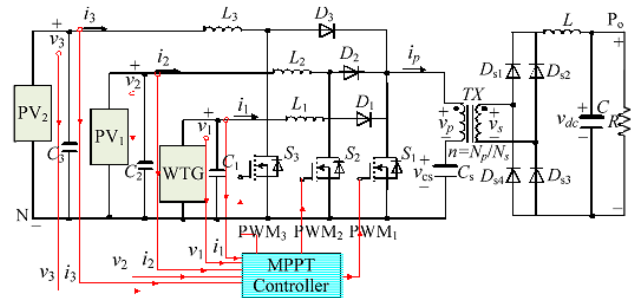 i3 L3 D3
+ v3 − i2 L2 D2 ip L Po
+ v2 − i1 L1 D1 TX Ds1 Ds2 +
PV2 PV1 + v1 − + vp − + vs − vdc + − C R
C3 C2 WTG C1 S3 S2 S1 n=Np/Ns
vcs + − Cs Ds4 Ds3
N − −
PWM3 PWM2 PWM1
v3 i3 v2 i2 v1 i1 MPPT
Controller